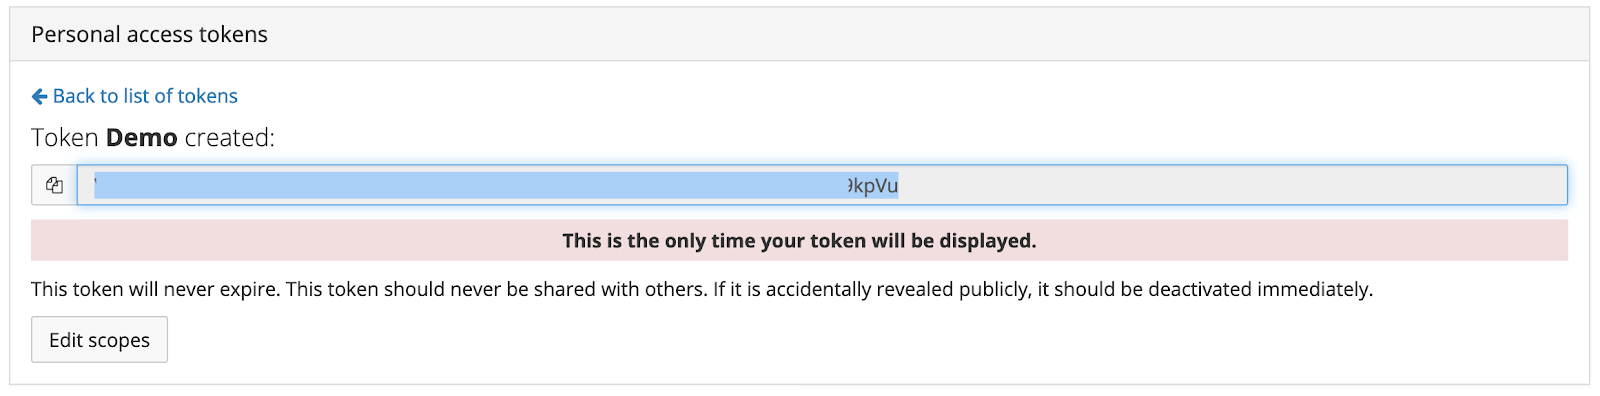 Personal access tokens
Back to list of tokens
Token Demo created:
kpVu
This is the only time your token will be displayed.
This token will never expire. This token should never be shared with others. If it is accidentally revealed publicly, it should be deactivated immediately.
Edit scopes